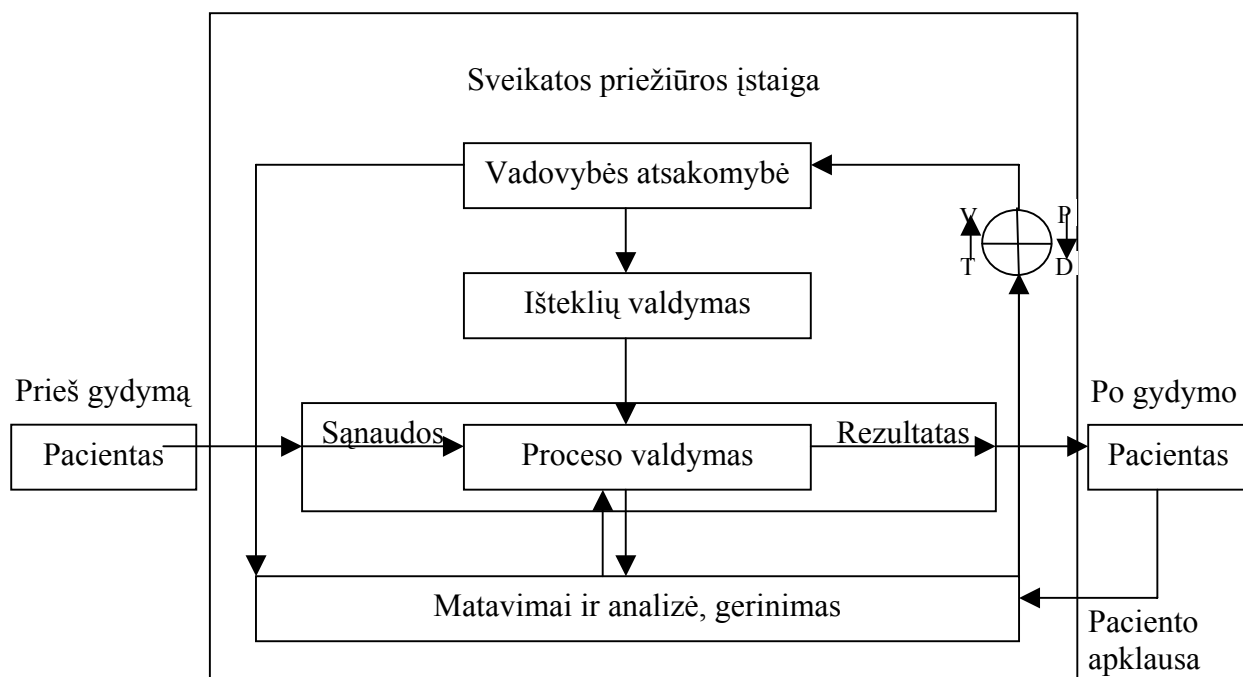 Sveikatos priežiūros įstaiga
Vadovybės atsakomybė
V P
T D
Išteklių valdymas
Prieš gydymą
Po gydymo
Pacientas
Sąnaudos
Proceso valdymas
Rezultatas
Pacientas
Matavimai ir analizė, gerinimas
Paciento
apklausa